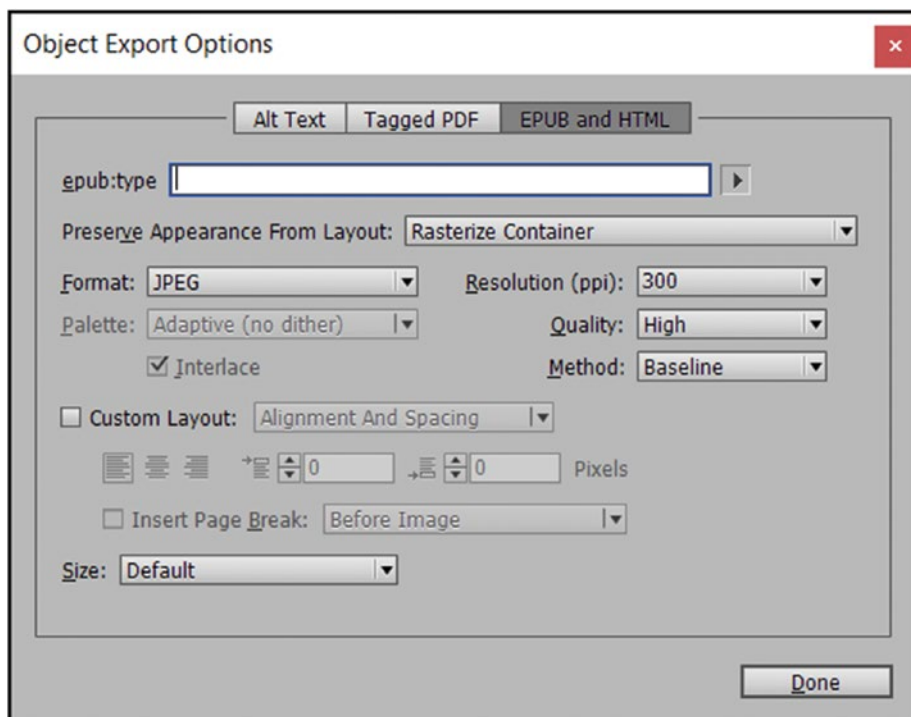 Object Export Options
Alt Text Tagged PDF EPUB and HTML
epub:type
Preserve Appearance From Layout: Rasterize Container
Format: JPEG Resolution (ppi): 300
Palette: Adaptive (no dither) Quality: High
Interlace Method: Baseline
Custom Layout: Alignment And Spacing
0 0 Pixels
Insert Page Break: Before Image
Size: Default
Done